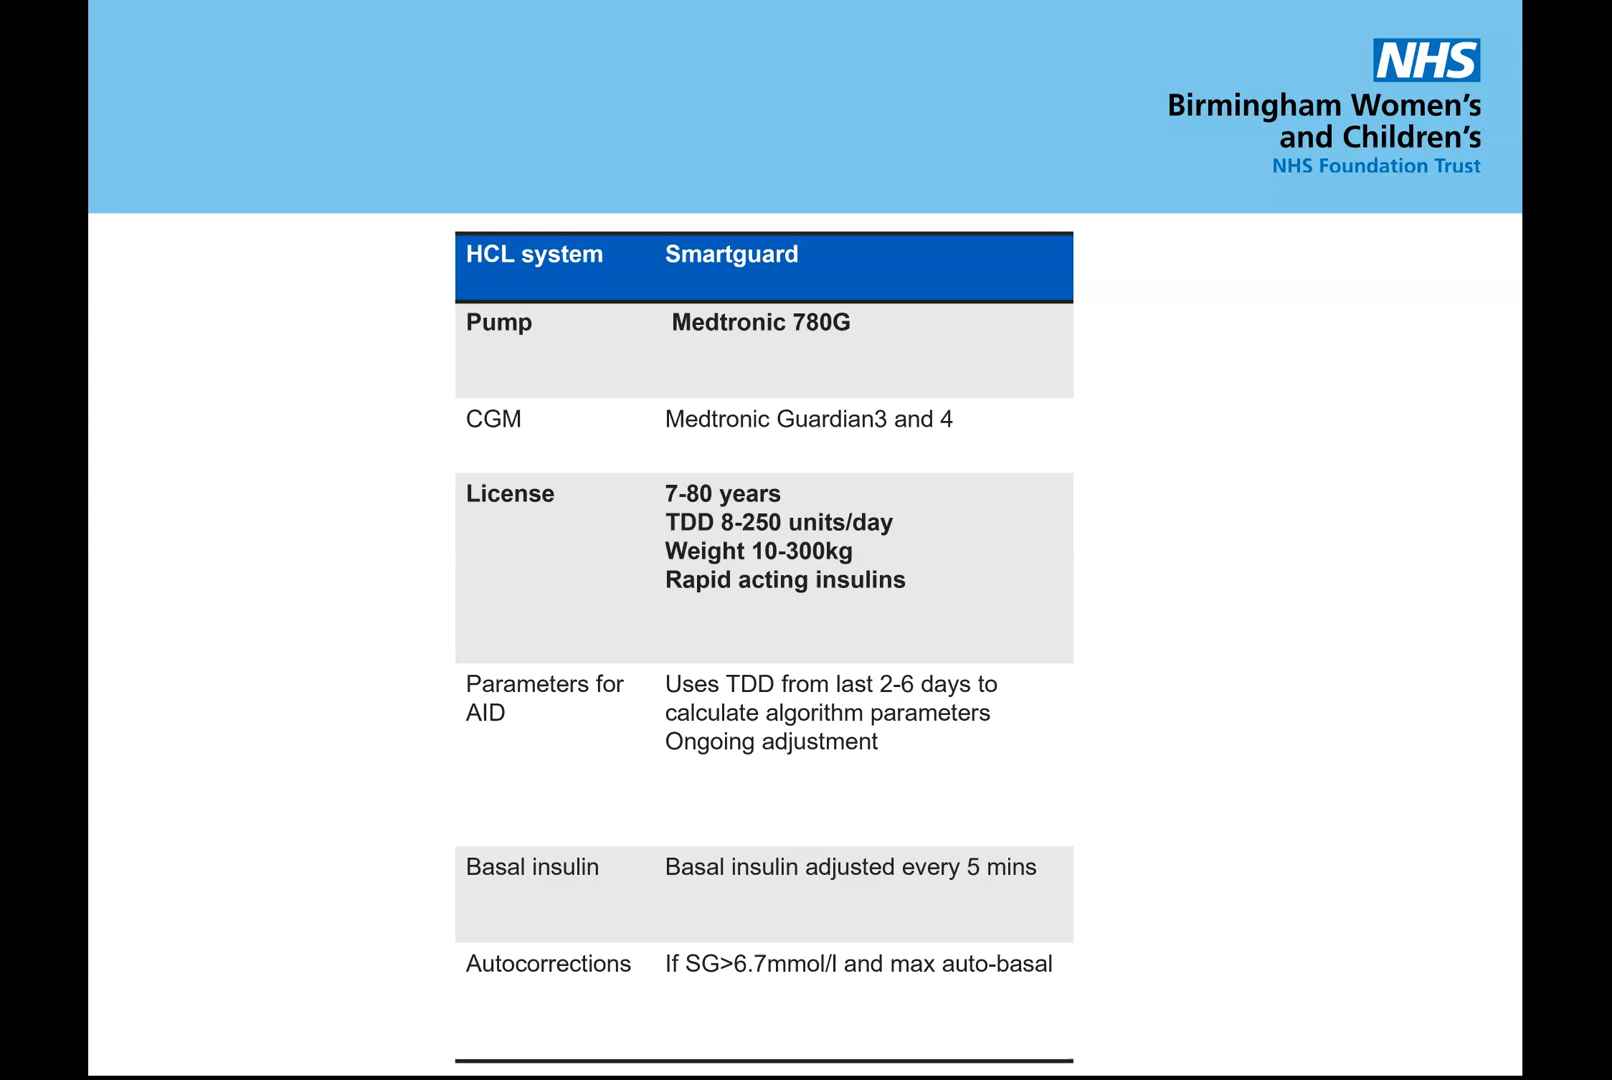 NHS
Birmingham Women's
and Children's
NHS Foundation Trust
HCL system Smartguard
Pump Medtronic 780G
CGM Medtronic Guardian3 and 4
License 7-80 years
TDD 8-250 units/day
Weight 10-300kg
Rapid acting insulins
Parameters for Uses TDD from last 2-6 days to
AID calculate algorithm parameters
Ongoing adjustment
Basal insulin Basal insulin adjusted every 5 mins
Autocorrections If SG>6.7mmol/l and max auto-basal